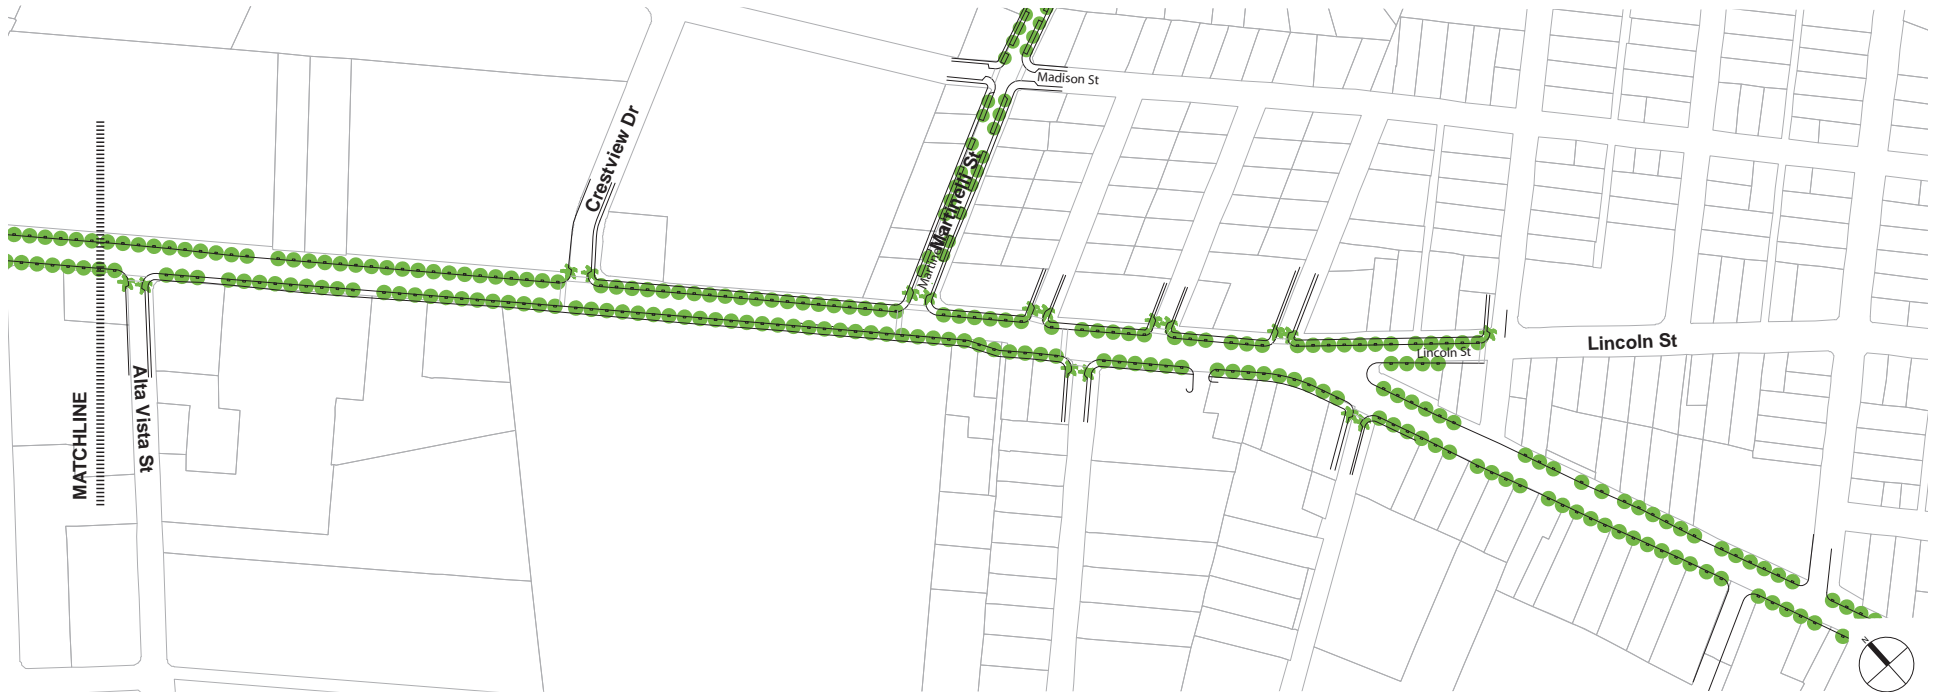 Madison St
Crestview Dr
Martinelli St
Lincoln St
Lincoln St
Alta Vista St
MATCHLINE
N